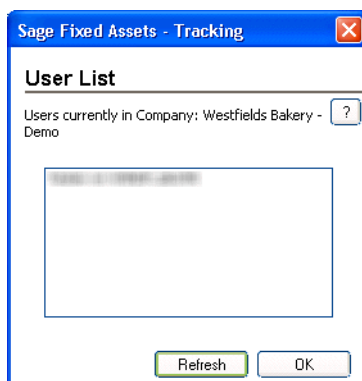 Sage Fixed Assets - Tracking
User List
Users currently in Company: Westfields Bakery - ?
Demo
Refresh OK